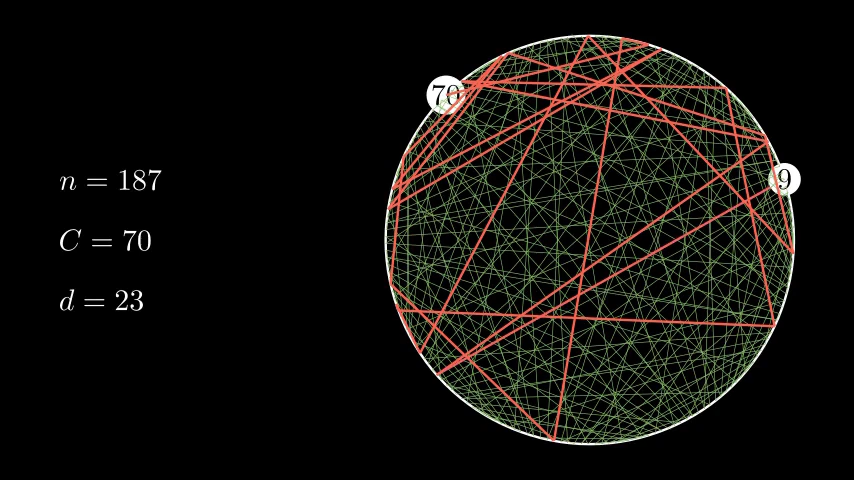 70
9
n = 187
C = 70
d = 23